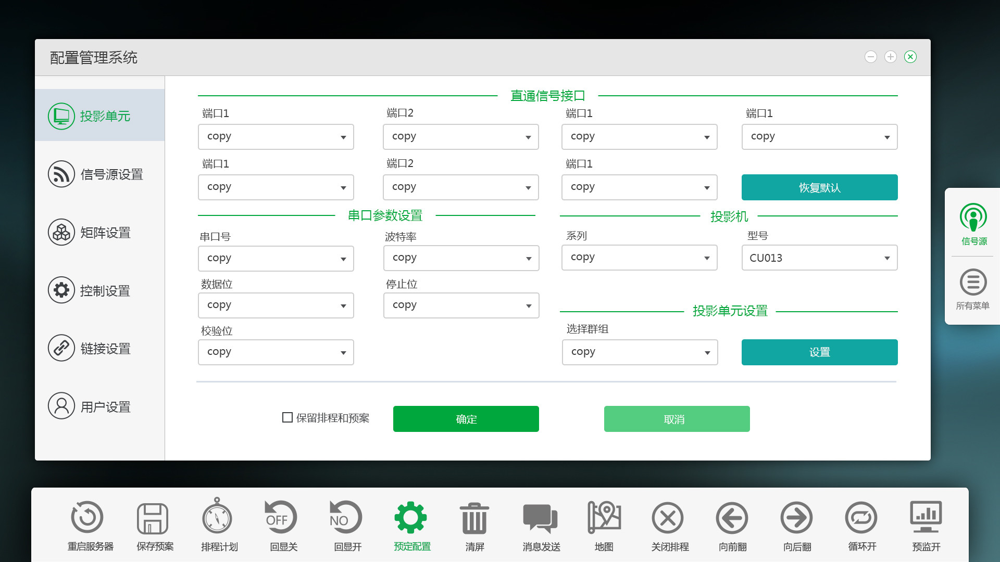 配置管理系统
投影单元
信号源设置
矩阵设置
控制设置
链接设置
用户设置
直通信号接口
端口1 端口2 端口1 端口1
copy copy copy copy
端口1 端口2 端口1
copy copy copy 恢复默认
串口参数设置 投影机
串口号 波特率 系列 型号
copy copy copy CU013
数据位 停止位
copy copy
投影单元设置
校验位 选择群组
copy copy 设置
保留排程和预案 确定 取消
信号源
所有菜单
OFF NO
重启服务器 保存预案 排程计划 回显关 回显开 预定配置 清屏 消息发送 地图 关闭排程 向前翻 向后翻 循环开 预监开